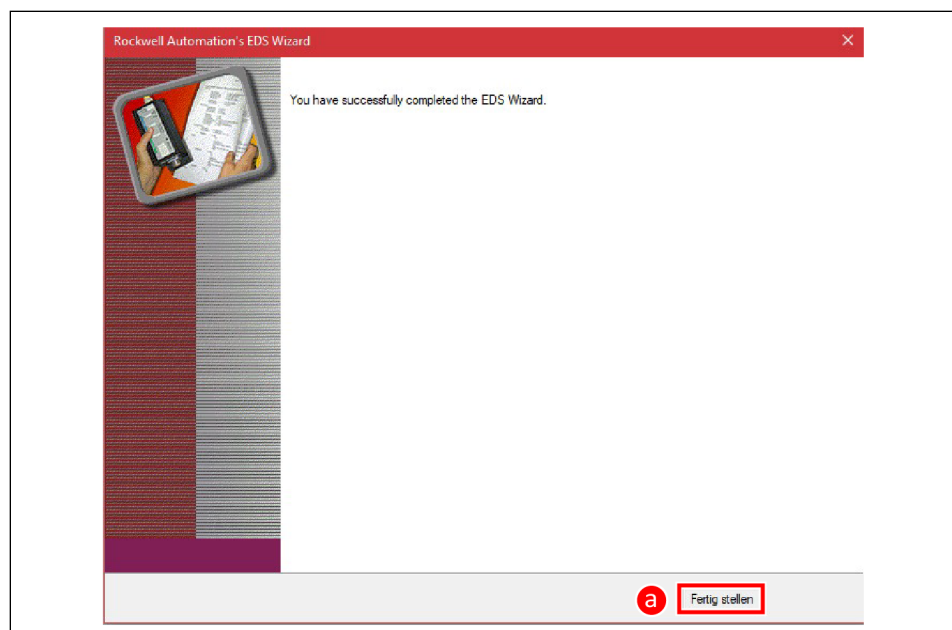 Rockwell Automation's EDS Wizard
You have successfully completed the EDS Wizard.
a Fertig stellen